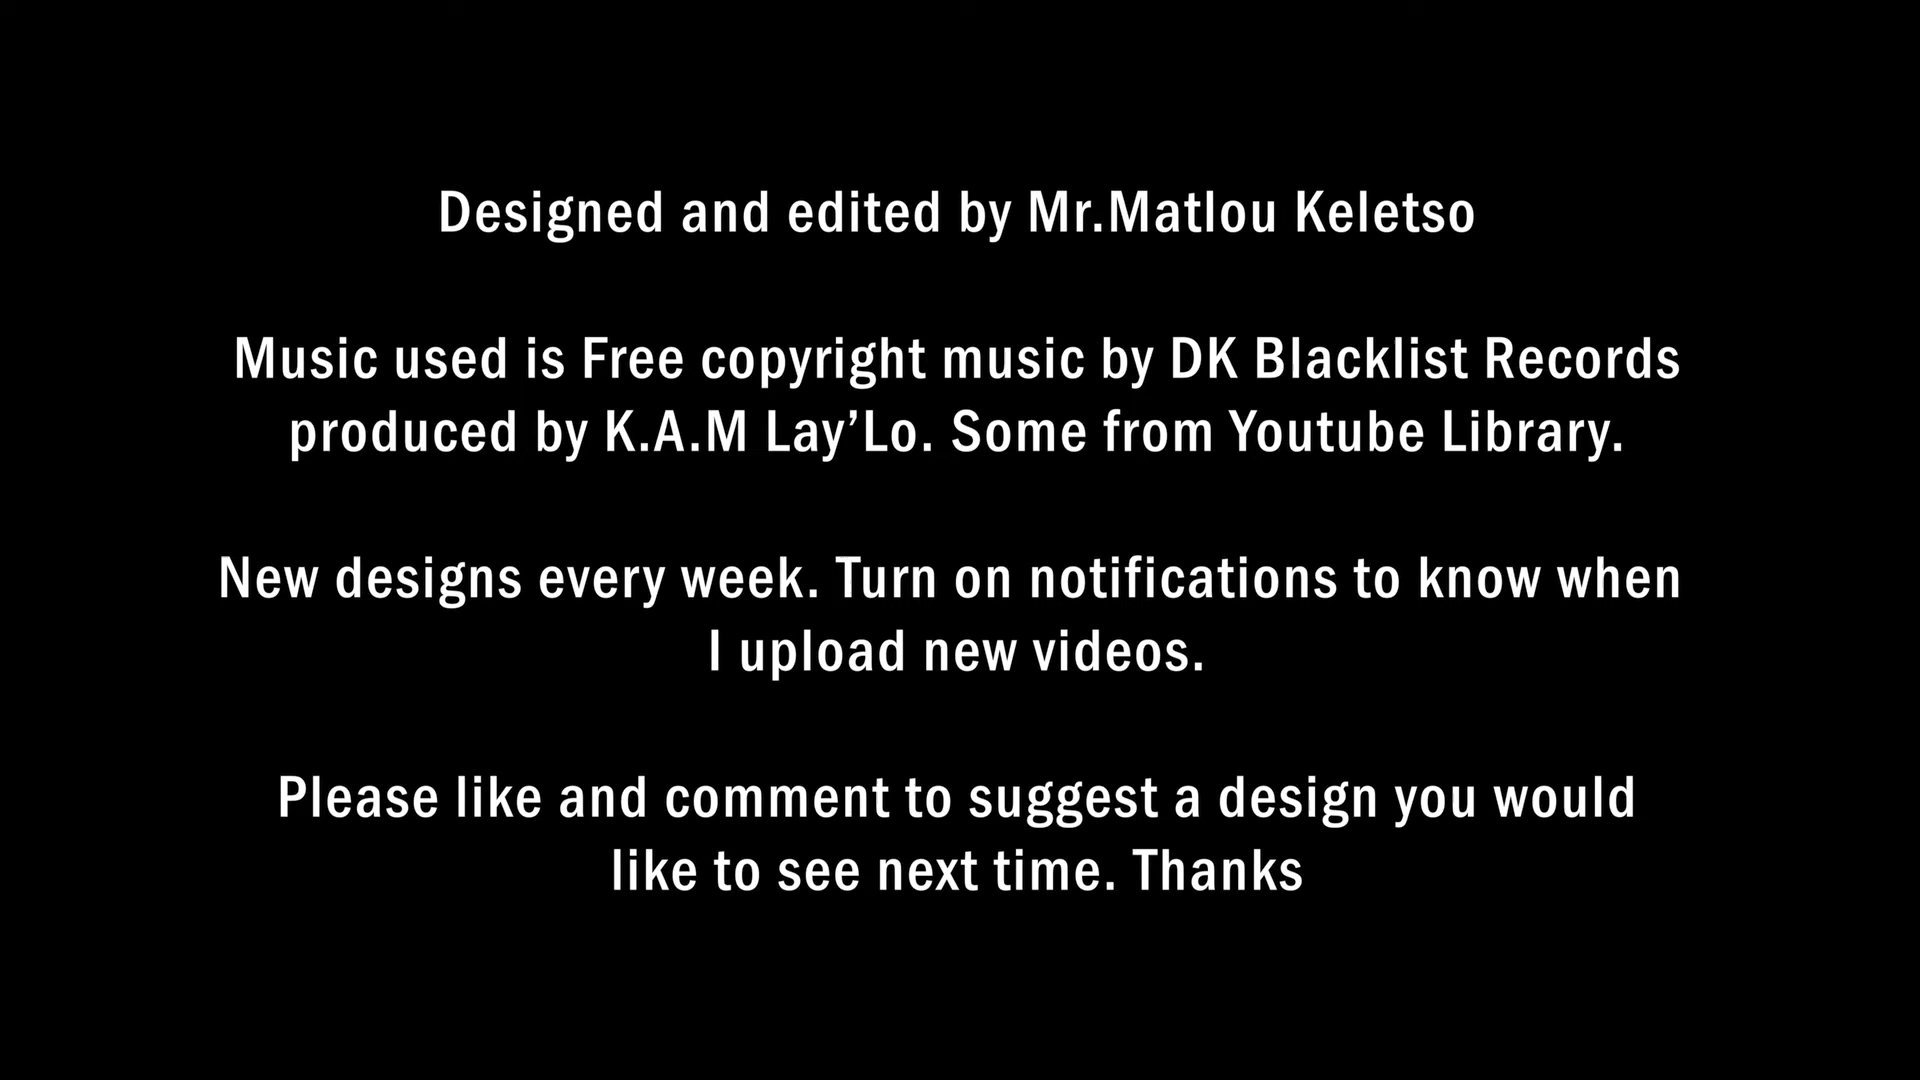 Designed and edited by Mr.Matlou Keletso
Music used is Free copyright music by DK Blacklist Records
produced by K.A.M Lay’Lo. Some from Youtube Library.
New designs every week. Turn on notifications to know when
I upload new videos.
Please like and comment to suggest a design you would
like to see next time. Thanks